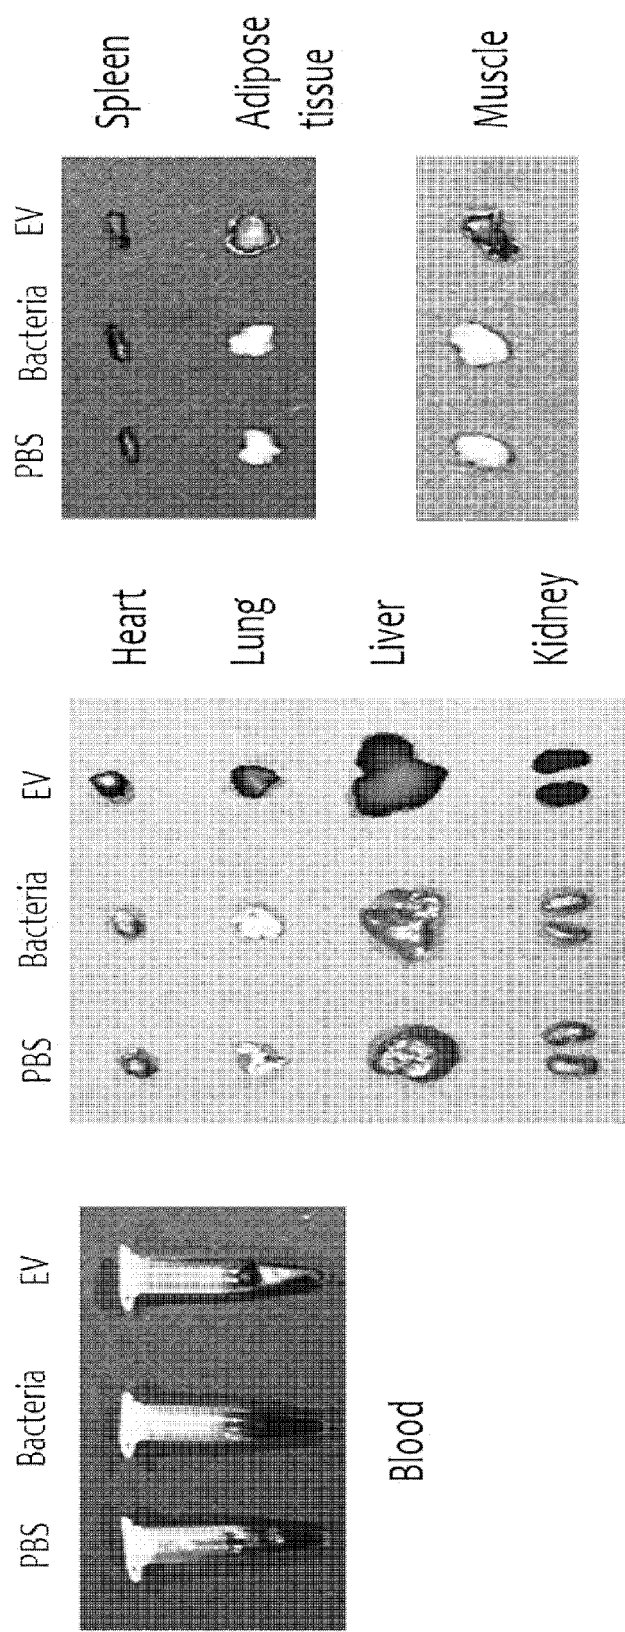 PBS Bacteria EV
Blood
PBS Bacteria EV
Heart
Lung
Liver
Kidney
PBS Bacteria EV
Spleen
Adipose
tissue
Muscle